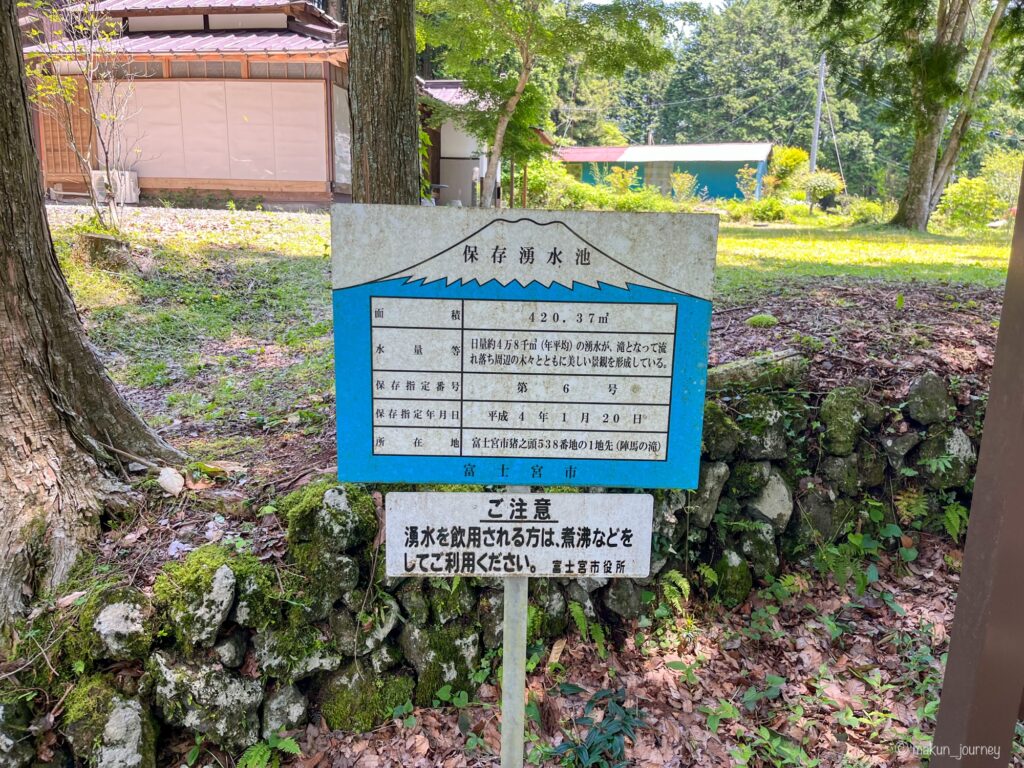 保存湧水池
面積 420.37㎡
水量等 日量約4万8千㎥(年平均)の湧水が、滝となって流
れ落ち周辺の木々とともに美しい景観を形成している。
保存指定番号 第6号
保存指定年月日 平成4年1月20日
所在地 富士宮市猪之頭538番地の1地先(陣馬の滝)
富士宮市
ご注意
湧水を飲用される方は、煮沸などを
してご利用ください。 富士宮市役所
©makun_journey